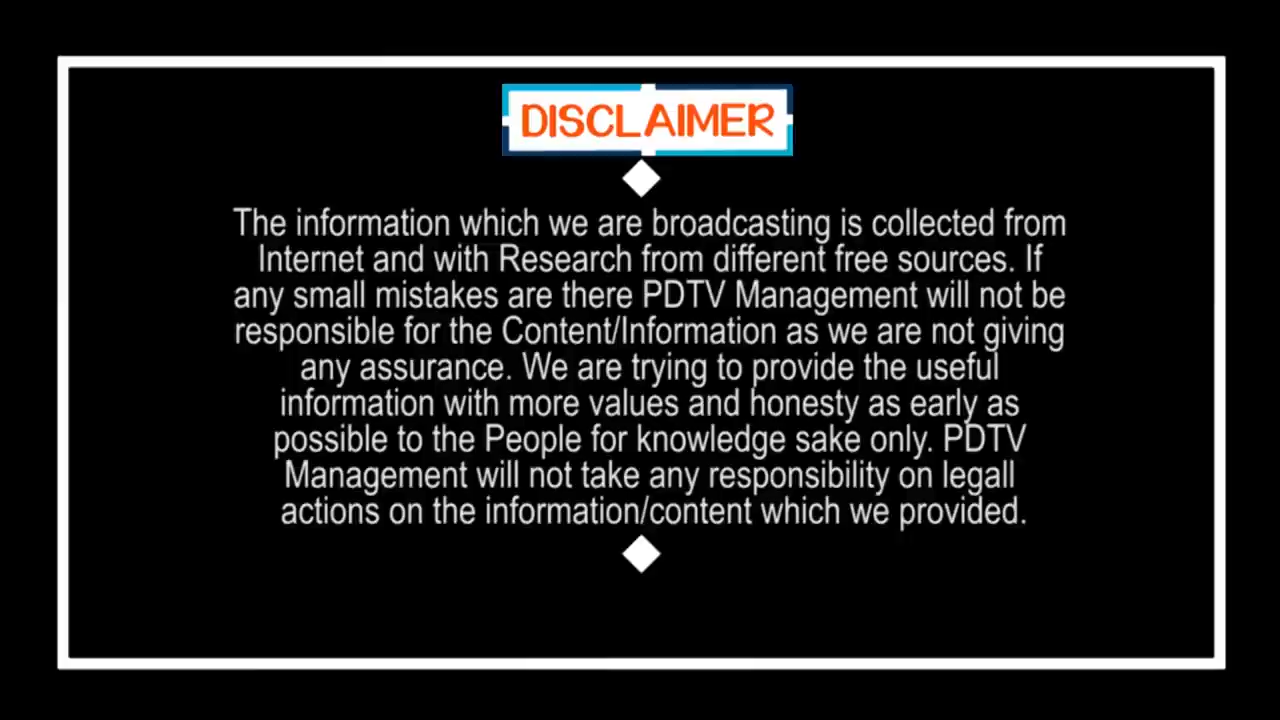 DISCLAIMER
The information which we are broadcasting is collected from
Internet and with Research from different free sources. If
any small mistakes are there PDTV Management will not be
responsible for the Content/Information as we are not giving
any assurance. We are trying to provide the useful
information with more values and honesty as early as
possible to the People for knowledge sake only. PDTV
Management will not take any responsibility on legall
actions on the information/content which we provided.